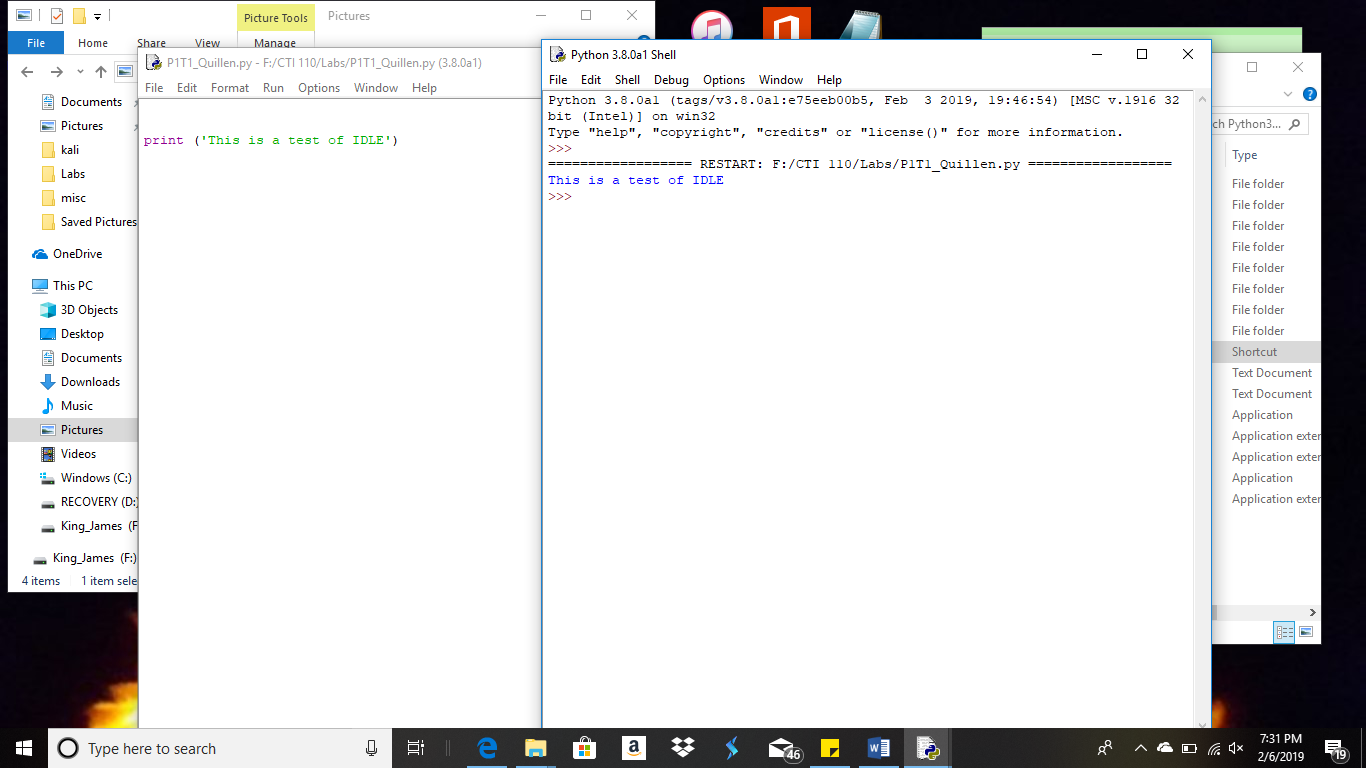 Picture Tools
Pictures
File
Home
Share
View
Manage
Documents
Pictures
kali
Labs
misc
Saved Pictures
OneDrive
This PC
3D Objects
Desktop
Documents
Downloads
Music
Pictures
Videos
Windows (C:)
RECOVERY (D:)
King_James (F
King_James (F:)
4 items
1 item sele
P1T1_Quillen.py - F:/CTI 110/Labs/P1T1_Quillen.py (3.8.0a1)
File Edit Format Run Options Window Help
print ('This is a test of IDLE')
Python 3.8.0a1 Shell
File Edit Shell Debug Options Window Help
Python 3.8.0a1 (tags/v3.8.0a1:e75eeb00b5, Feb  3 2019, 19:46:54) [MSC v.1916 32
bit (Intel)] on win32
Type "help", "copyright", "credits" or "license()" for more information.
>>>
================== RESTART: F:/CTI 110/Labs/P1T1_Quillen.py ==================
This is a test of IDLE
>>>
ch Python3...
Type
File folder
File folder
File folder
File folder
File folder
File folder
File folder
File folder
Shortcut
Text Document
Text Document
Application
Application exter
Application exter
Application
Application exter
Type here to search
46
7:31 PM
2/6/2019
19